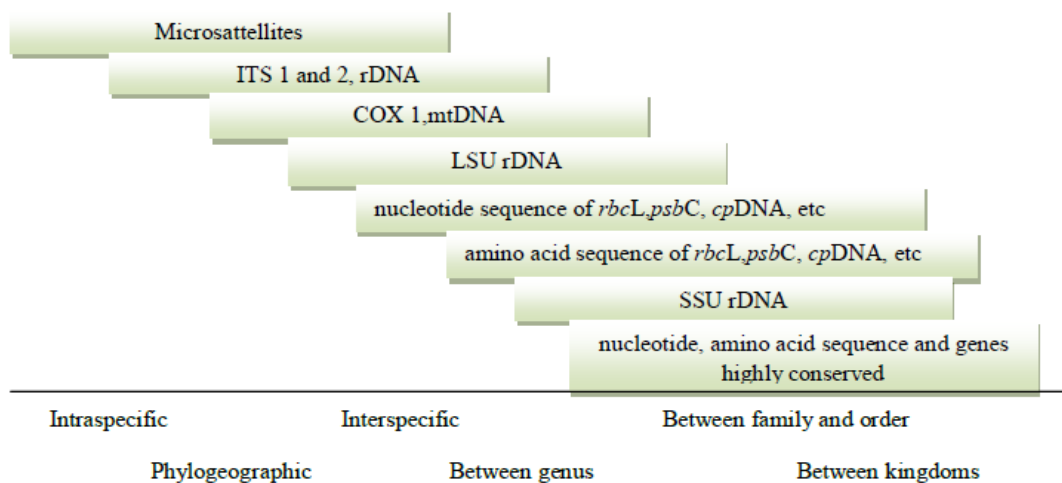 Microsattellites
ITS 1 and 2, rDNA
COX 1,mtDNA
LSU rDNA
nucleotide sequence of rbcL,psbC, cpDNA, etc
amino acid sequence of rbcL,psbC, cpDNA, etc
SSU rDNA
nucleotide, amino acid sequence and genes
highly conserved
Intraspecific Interspecific Between family and order
Phylogeographic Between genus Between kingdoms